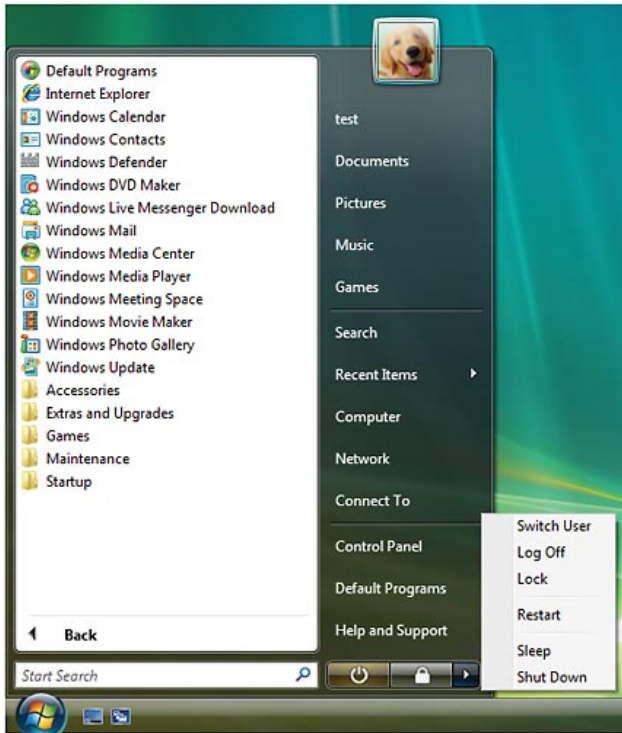 Default Programs
Internet Explorer
Windows Calendar
Windows Contacts
Windows Defender
Windows DVD Maker
Windows Live Messenger Download
Windows Mail
Windows Media Center
Windows Media Player
Windows Meeting Space
Windows Movie Maker
Windows Photo Gallery
Windows Update
Accessories
Extras and Upgrades
Games
Maintenance
Startup
Back
Start Search
test
Documents
Pictures
Music
Games
Search
Recent Items
Computer
Network
Connect To
Control Panel
Default Programs
Help and Support
Switch User
Log Off
Lock
Restart
Sleep
Shut Down